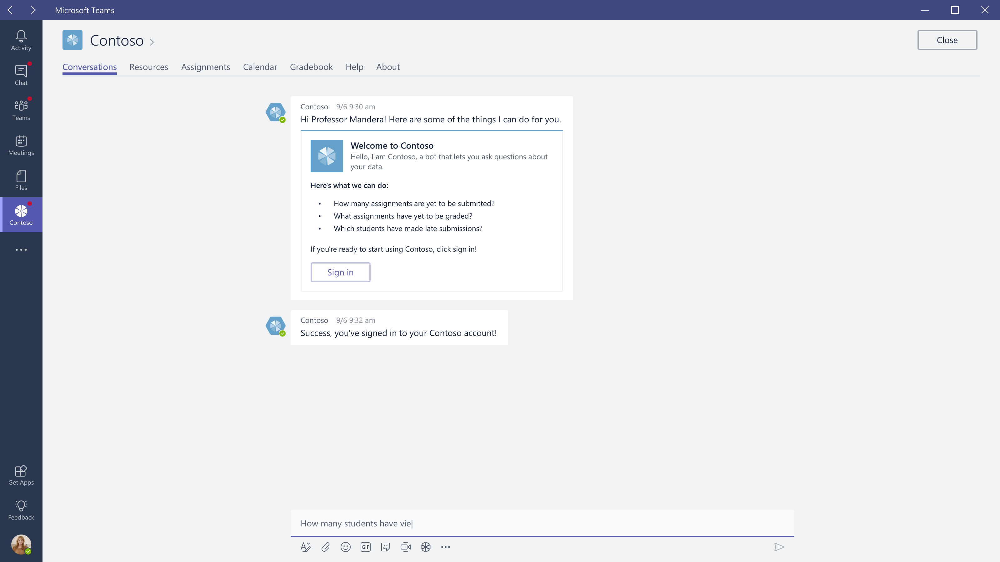 Microsoft Teams
Activity
Chat
Teams
Meetings
Files
Contoso
Get Apps
Feedback
Contoso
Close
Conversations Resources Assignments Calendar Gradebook Help About
Contoso 9/6 9:30 am
Hi Professor Mandera! Here are some of the things I can do for you.
Welcome to Contoso
Hello, I am Contoso, a bot that lets you ask questions about
your data.
Here's what we can do:
• How many assignments are yet to be submitted?
• What assignments have yet to be graded?
• Which students have made late submissions?
If you're ready to start using Contoso, click sign in!
Sign in
Contoso 9/6 9:32 am
Success, you've signed in to your Contoso account!
How many students have vie
GIF